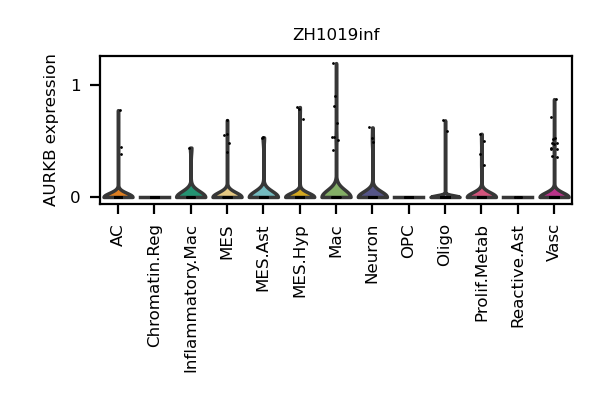 ZH1019inf
AURKB expression
1
0
AC
Chromatin.Reg
Inflammatory.Mac
MES
MES.Ast
MES.Hyp
Mac
Neuron
OPC
Oligo
Prolif.Metab
Reactive.Ast
Vasc